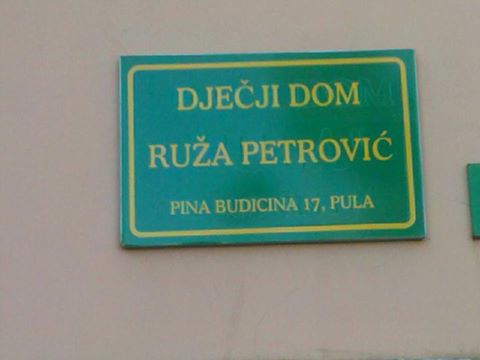 DJEČJI DOM
RUŽA PETROVIĆ
PINA BUDICINA 17, PULA